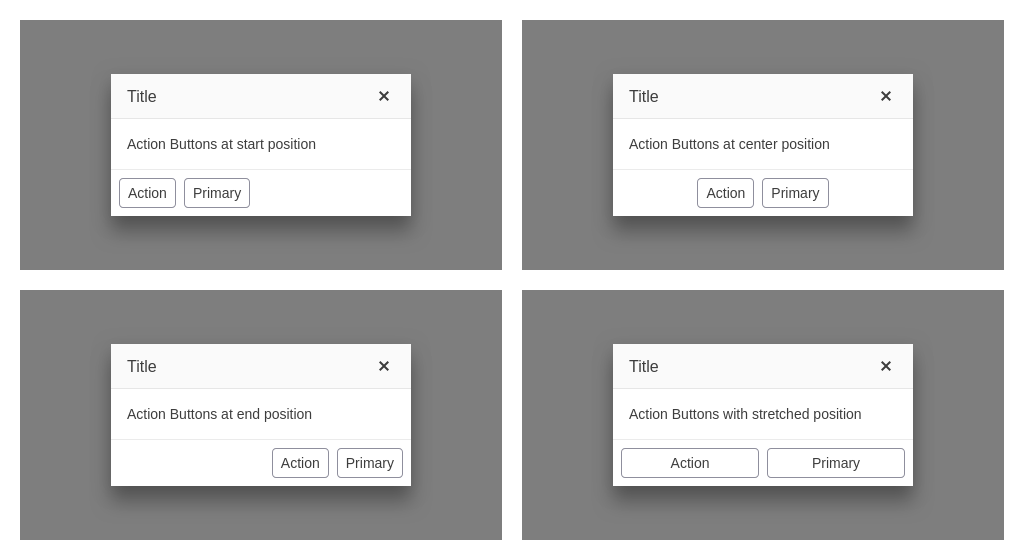 Title ✕
Action Buttons at start position
Action Primary
Title ✕
Action Buttons at center position
Action Primary
Title ✕
Action Buttons at end position
Action Primary
Title ✕
Action Buttons with stretched position
Action Primary